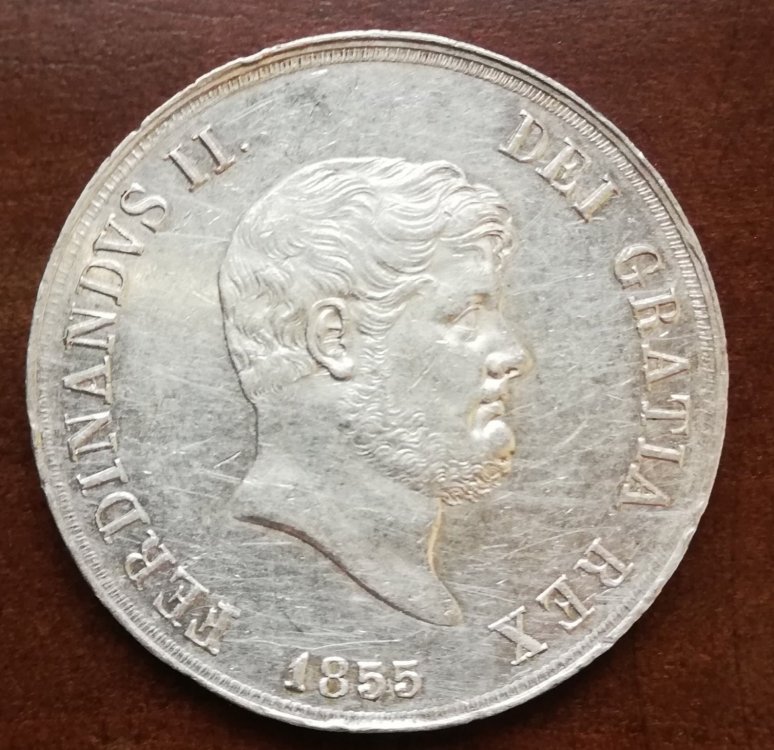 FERDINANDVS II.
DEI GRATIA REX
1855